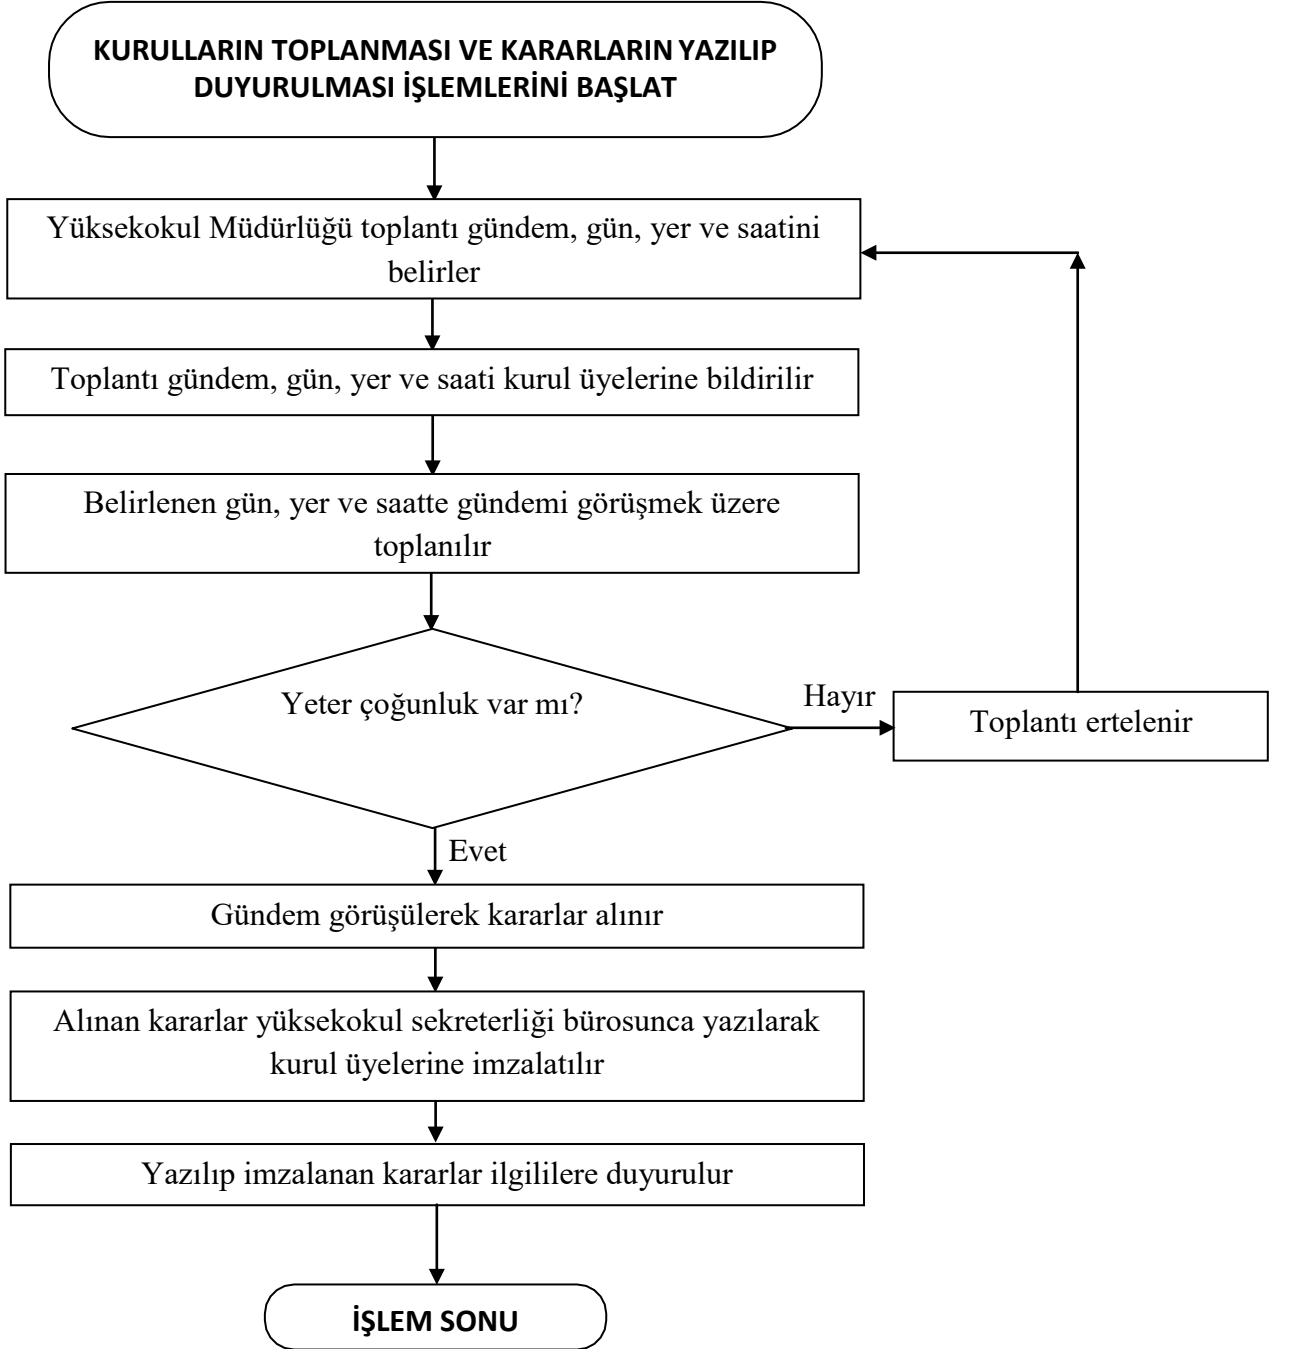 KURULLARIN TOPLANMASI VE KARARLARIN YAZILIP
DUYURULMASI İŞLEMLERİNİ BAŞLAT
Yüksekokul Müdürlüğü toplantı gündem, gün, yer ve saatini
belirler
Toplantı gündem, gün, yer ve saati kurul üyelerine bildirilir
Belirlenen gün, yer ve saatte gündemi görüşmek üzere
toplanılır
Yeter çoğunluk var mı?
Hayır
Toplantı ertelenir
Evet
Gündem görüşülerek kararlar alınır
Alınan kararlar yüksekokul sekreterliği bürosunca yazılarak
kurul üyelerine imzalatılır
Yazılıp imzalanan kararlar ilgililere duyurulur
İŞLEM SONU